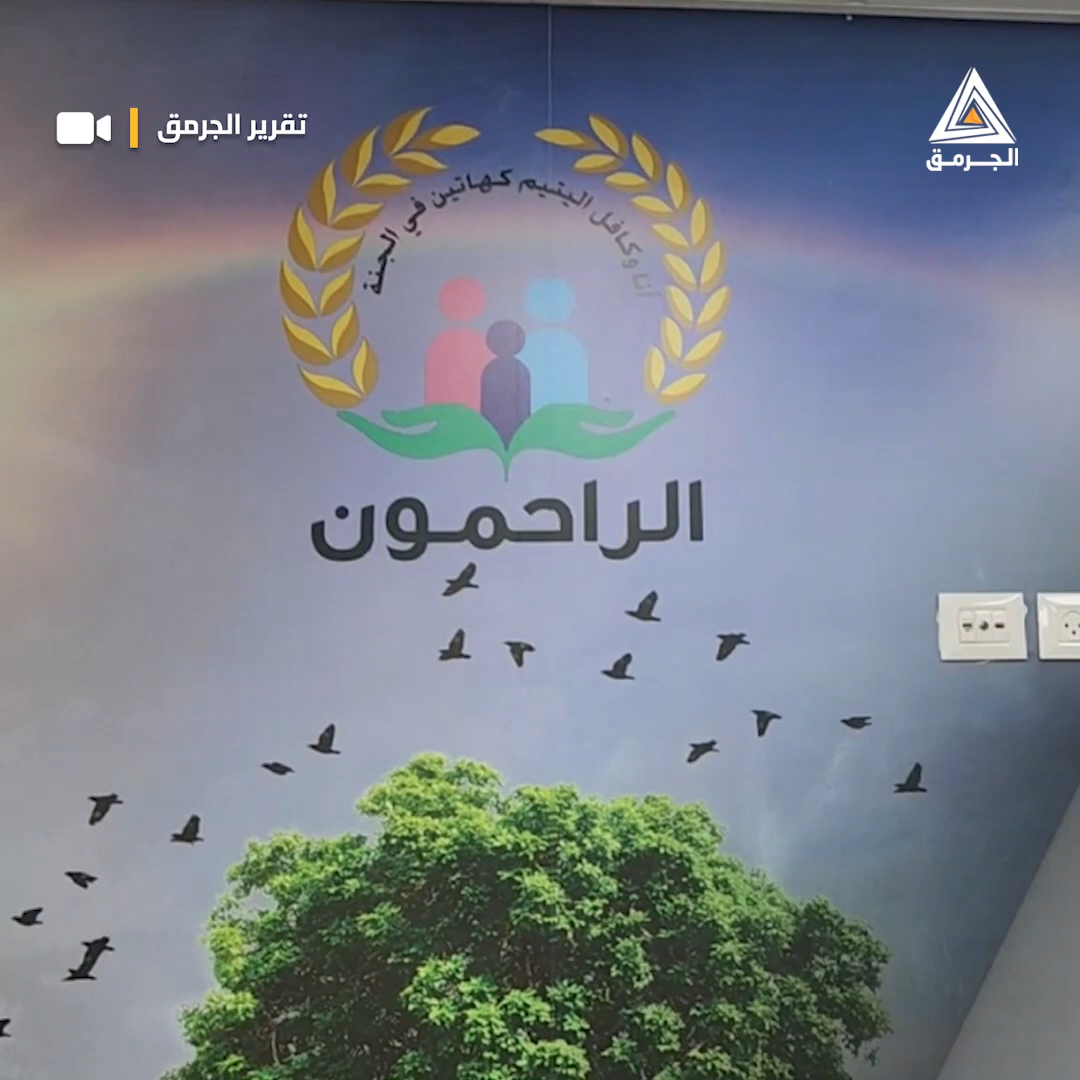 تقرير الجرمق
الجرمق
أنا وكافل اليتيم كهاتين في الجنة
الراحمون